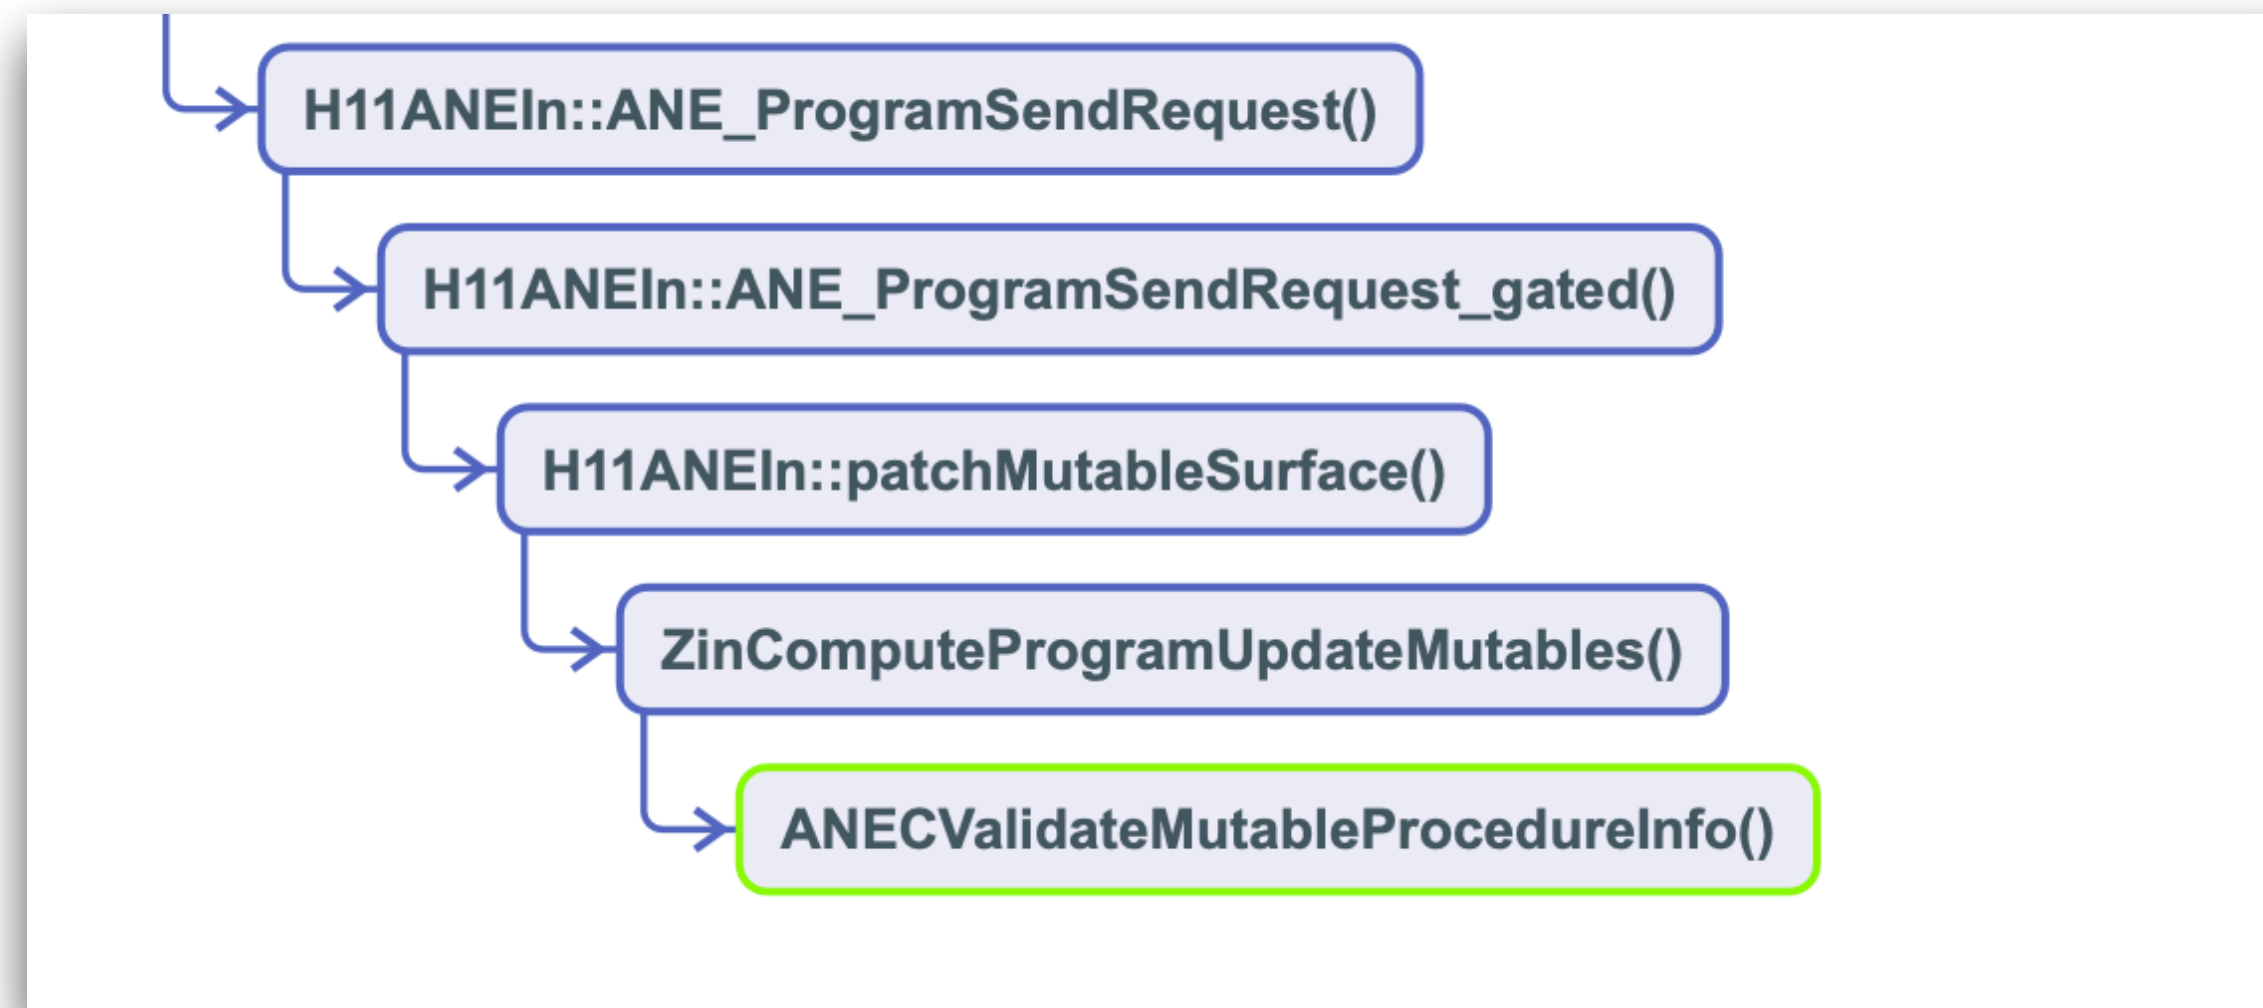 H11ANEIn::ANE_ProgramSendRequest()
H11ANEIn::ANE_ProgramSendRequest_gated()
H11ANEIn::patchMutableSurface()
ZinComputeProgramUpdateMutables()
ANECValidateMutableProcedureInfo()